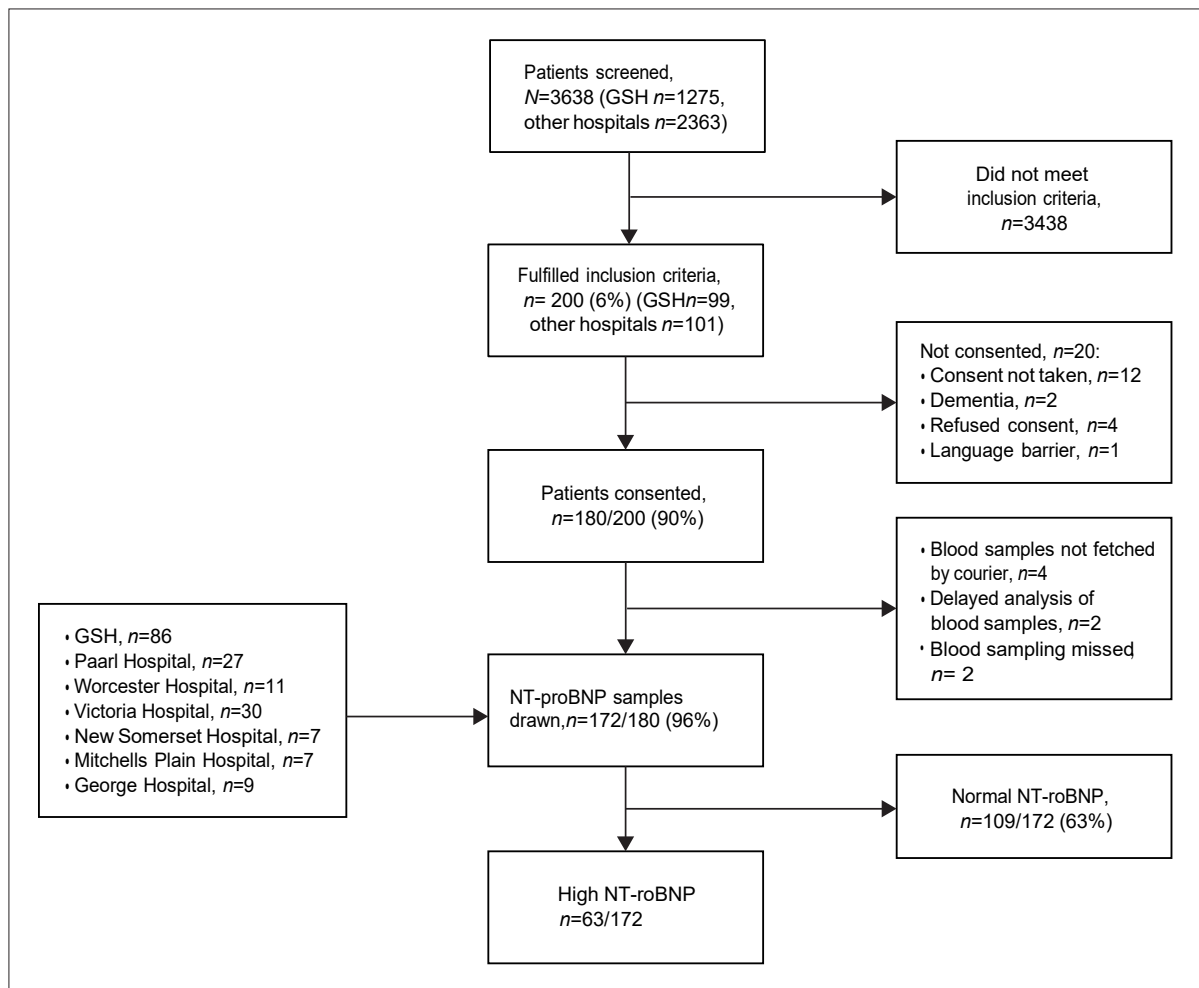 Patients screened,
N=3638 (GSH n=1275,
other hospitals n=2363)
Did not meet
inclusion criteria,
n=3438
Fulfilled inclusion criteria,
n= 200 (6%) (GSHn=99,
other hospitals n=101)
Not consented, n=20:
• Consent not taken, n=12
• Dementia, n=2
• Refused consent, n=4
• Language barrier, n=1
Patients consented,
n=180/200 (90%)
• Blood samples not fetched
by courier, n=4
• Delayed analysis of
blood samples, n=2
• Blood sampling missed,
n= 2
• GSH, n=86
• Paarl Hospital, n=27
• Worcester Hospital, n=11
• Victoria Hospital, n=30
• New Somerset Hospital, n=7
• Mitchells Plain Hospital, n=7
• George Hospital, n=9
NT-proBNP samples
drawn,n=172/180 (96%)
Normal NT-roBNP,
n=109/172 (63%)
High NT-roBNP
n=63/172